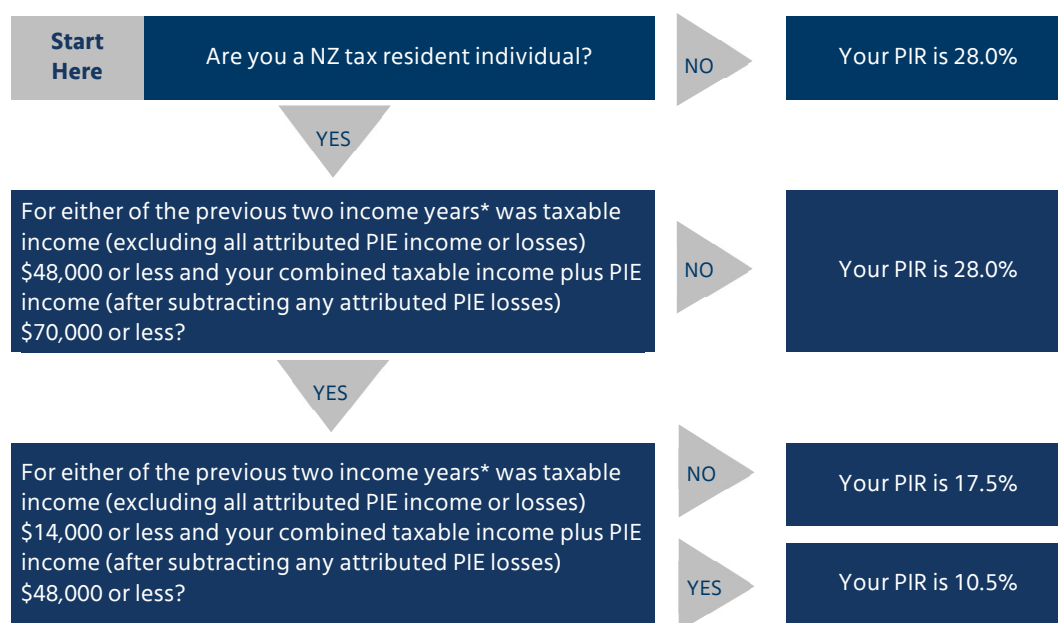 Start
Here
Are you a NZ tax resident individual?
NO
Your PIR is 28.0%
YES
For either of the previous two income years* was taxable
income (excluding all attributed PIE income or losses)
$48,000 or less and your combined taxable income plus PIE
income (after subtracting any attributed PIE losses)
$70,000 or less?
NO
Your PIR is 28.0%
YES
For either of the previous two income years* was taxable
income (excluding all attributed PIE income or losses)
$14,000 or less and your combined taxable income plus PIE
income (after subtracting any attributed PIE losses)
$48,000 or less?
NO
Your PIR is 17.5%
YES
Your PIR is 10.5%